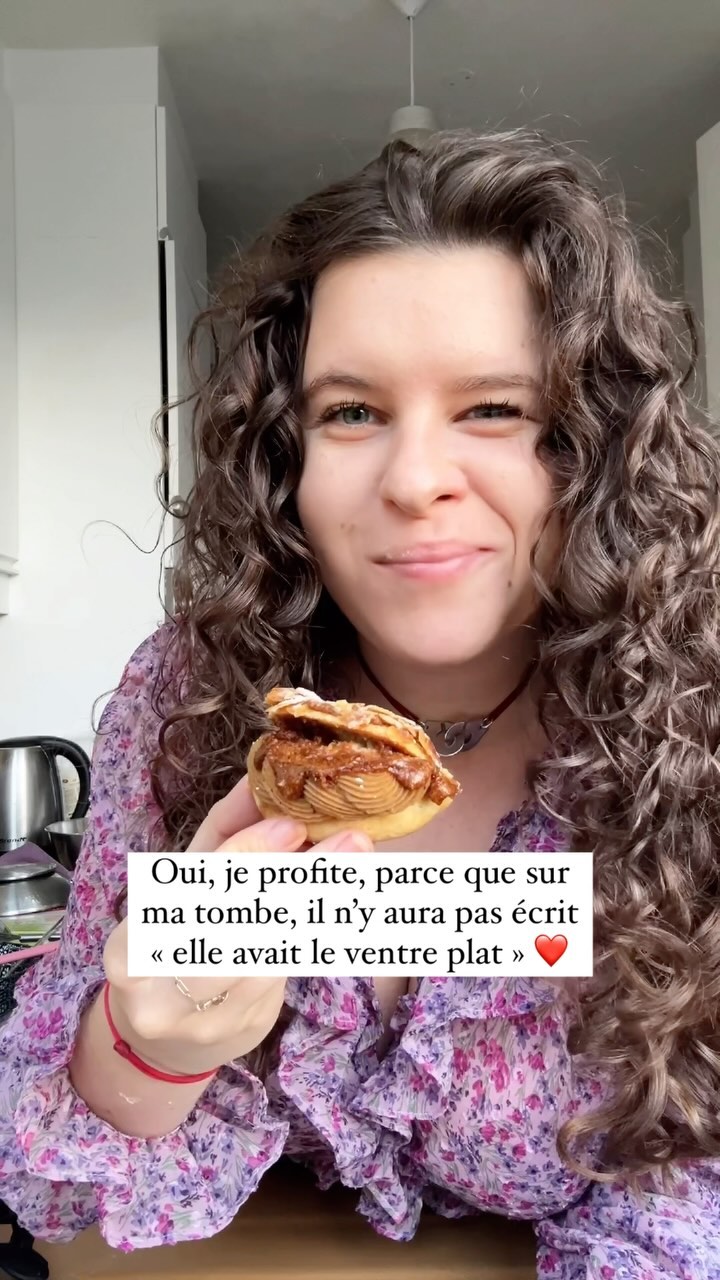 Oui, je profite, parce que sur
ma tombe, il n’y aura pas écrit
« elle avait le ventre plat » ❤️